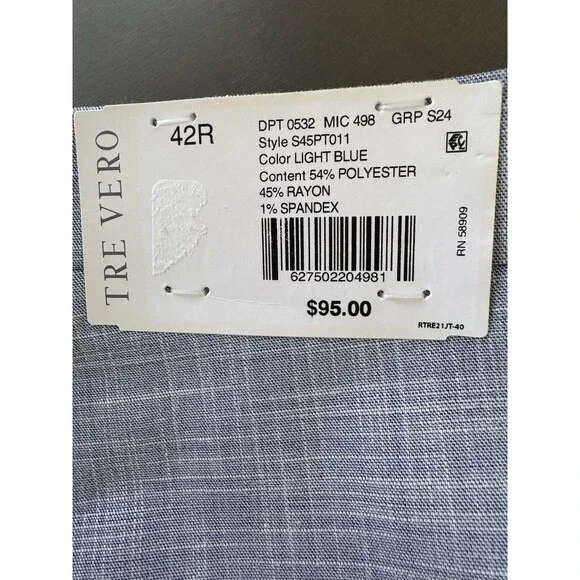 TRE VERO
42R
DPT 0532 MIC 498 GRP S24
Style S45PT011
Color LIGHT BLUE
Content 54% POLYESTER
45% RAYON
1% SPANDEX
627502204981
$95.00
RN 58909
RTRE21JT-40